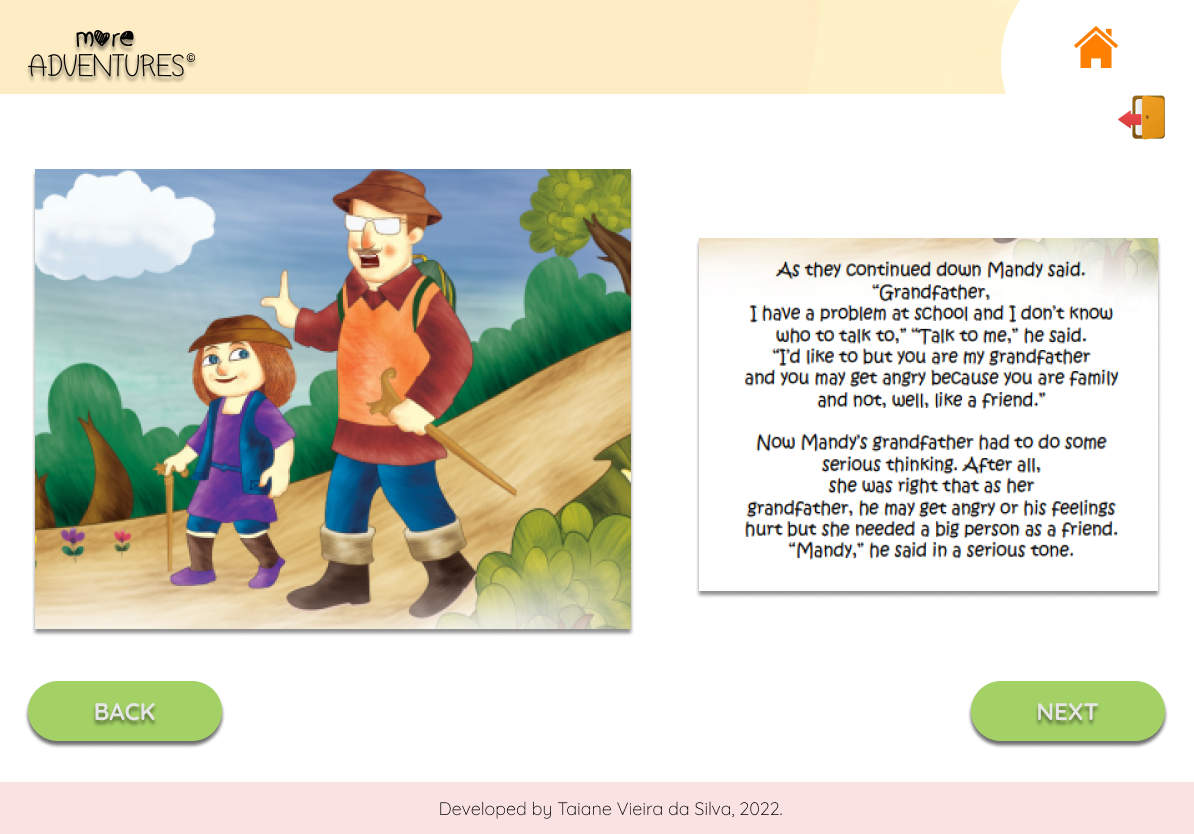 more
ADVENTURES©
As they continued down Mandy said.
“Grandfather,
I have a problem at school and I don’t know
who to talk to,” “Talk to me,” he said.
“I’d like to but you are my grandfather
and you may get angry because you are family
and not, well, like a friend.”
Now Mandy’s grandfather had to do some
serious thinking. After all,
she was right that as her
grandfather, he may get angry or his feelings
hurt but she needed a big person as a friend.
“Mandy,” he said in a serious tone.
BACK
NEXT
Developed by Taiane Vieira da Silva, 2022.